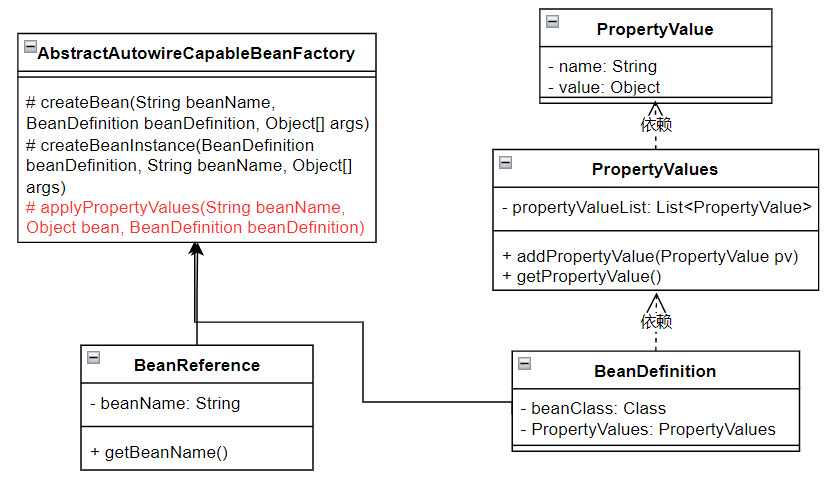 AbstractAutowireCapableBeanFactory
# createBean(String beanName,
BeanDefinition beanDefinition, Object[] args)
# createBeanInstance(BeanDefinition
beanDefinition, String beanName, Object[]
args)
# applyPropertyValues(String beanName,
Object bean, BeanDefinition beanDefinition)
PropertyValue
- name: String
- value: Object
依赖
PropertyValues
- propertyValueList: List<PropertyValue>
+ addPropertyValue(PropertyValue pv)
+ getPropertyValue()
依赖
BeanReference
- beanName: String
+ getBeanName()
BeanDefinition
- beanClass: Class
- PropertyValues: PropertyValues